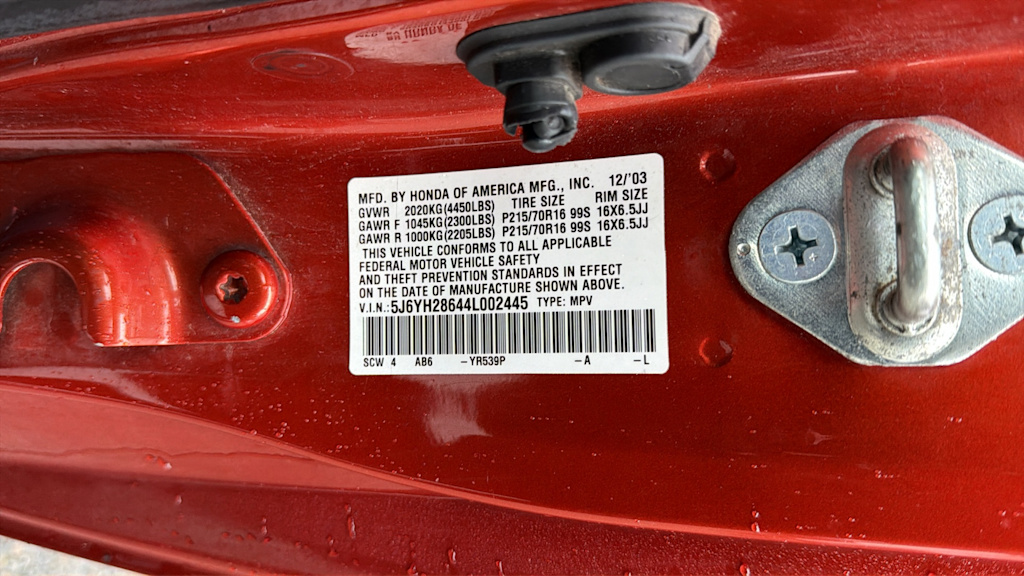 MFD. BY HONDA OF AMERICA MFG., INC. 12/'03
GVWR 2020KG(4450LBS) TIRE SIZE RIM SIZE
GAWR F 1045KG(2300LBS) P215/70R16 99S 16X6.5JJ
GAWR R 1000KG(2205LBS) P215/70R16 99S 16X6.5JJ
THIS VEHICLE CONFORMS TO ALL APPLICABLE
FEDERAL MOTOR VEHICLE SAFETY
AND THEFT PREVENTION STANDARDS IN EFFECT
ON THE DATE OF MANUFACTURE SHOWN ABOVE.
V.I.N.:5J6YH28644L002445 TYPE: MPV
SCW 4 AB6 -YR539P -A -L